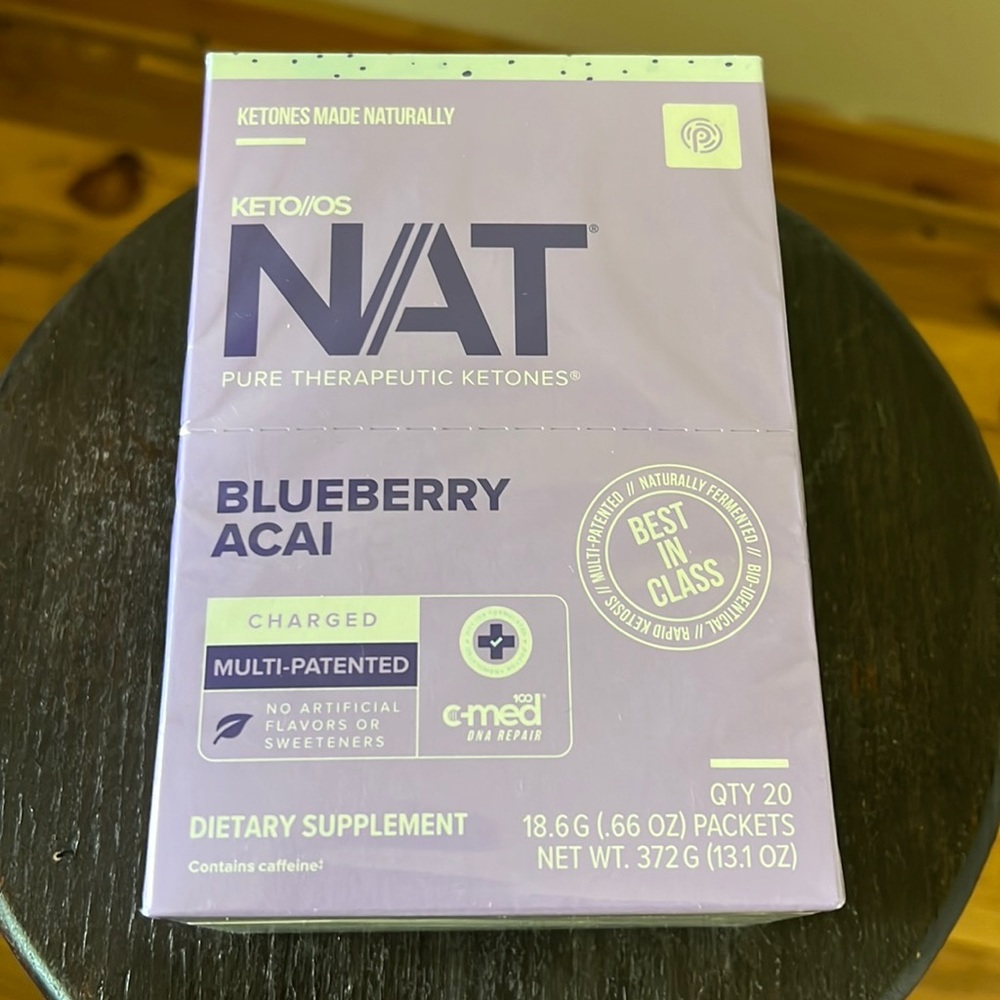 KETONES MADE NATURALLY
P
KETO//OS
NAT®
PURE THERAPEUTIC KETONES®
BLUEBERRY
ACAI
MULTI-PATENTED // NATURALLY FERMENTED // BIO-IDENTICAL // RAPID KETOSIS //
BEST
IN
CLASS
CHARGED
MULTI-PATENTED
NO ARTIFICIAL
FLAVORS OR
SWEETENERS
100
c-med
DNA REPAIR
QTY 20
18.6 G (.66 OZ) PACKETS
NET WT. 372 G (13.1 OZ)
DIETARY SUPPLEMENT
Contains caffeine‡